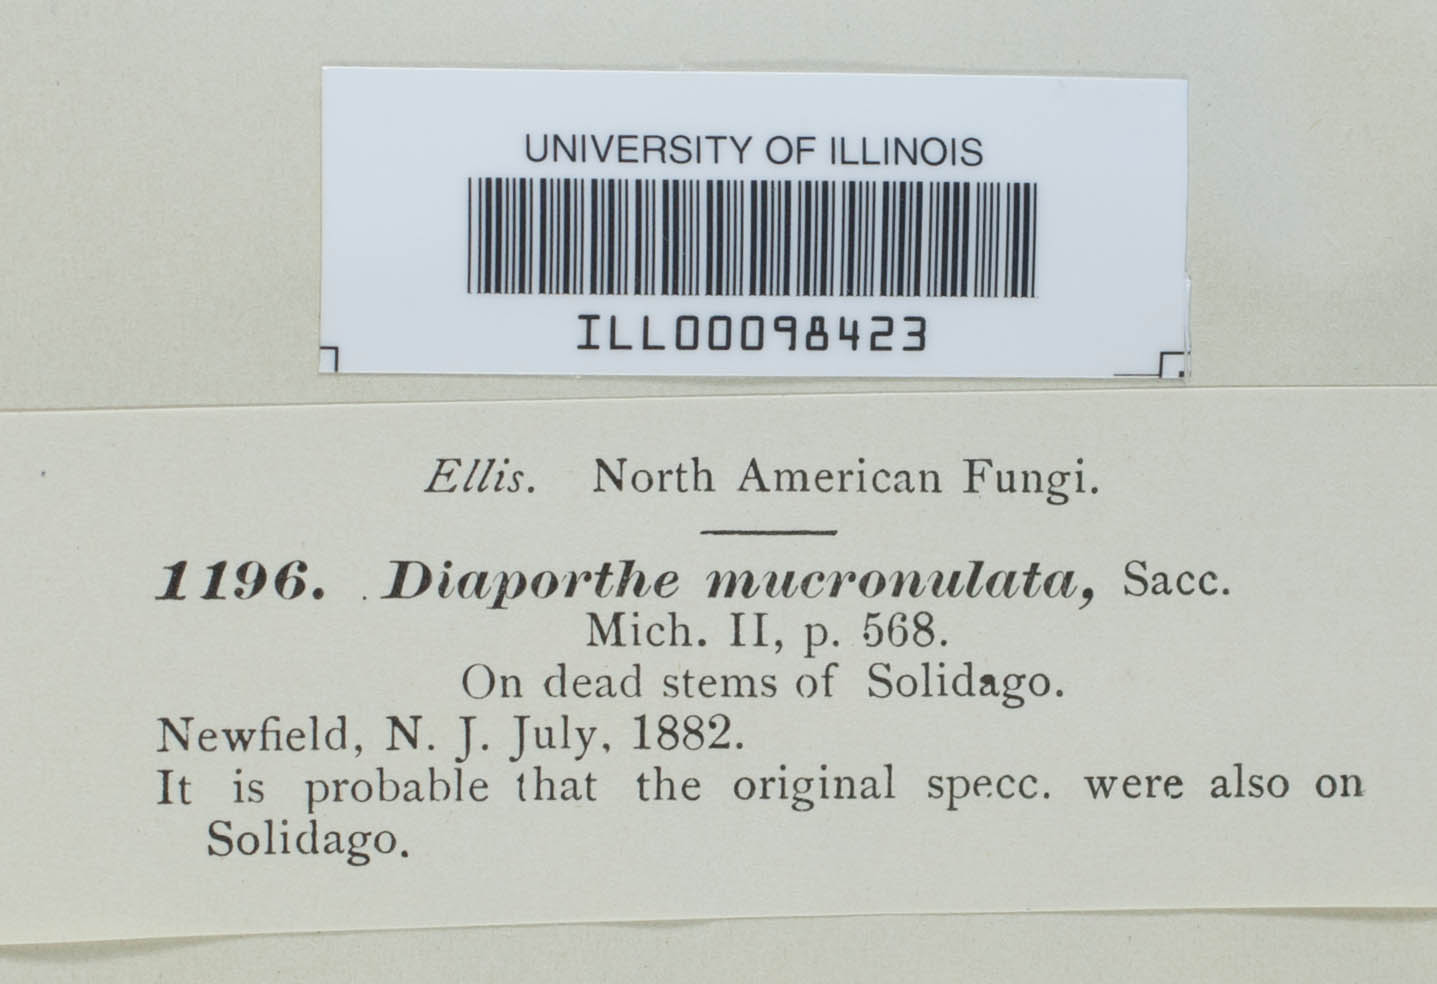 UNIVERSITY OF ILLINOIS
ILL00098423
Ellis. North American Fungi.
1196. Diaporthe mucronulata, Sacc.
Mich. II, p. 568.
On dead stems of Solidago.
Newfield, N. J. July, 1882.
It is probable that the original specc. were also on
Solidago.